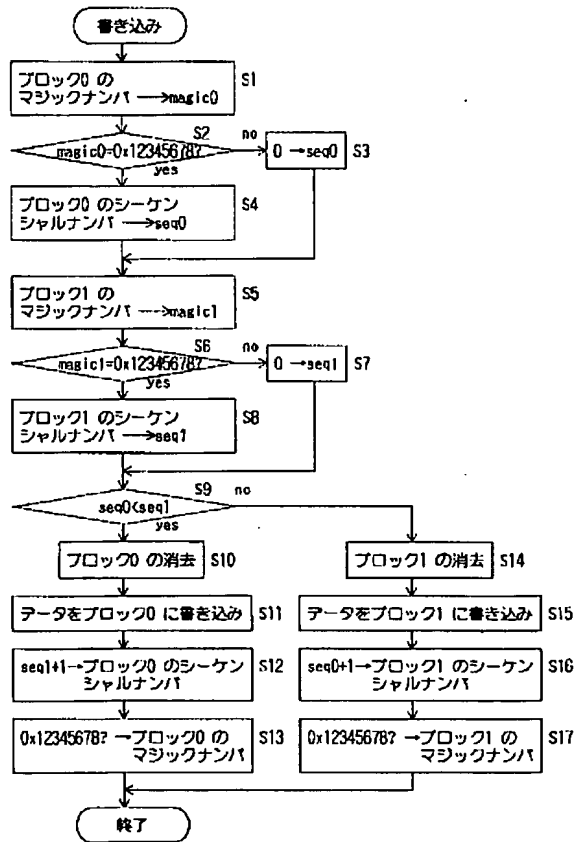 書き込み
ブロック0 の
マジックナンバ →magic0
S1
S2
magic0=0x12345678?
no
yes
0 →seq0
S3
ブロック0 のシーケン
シャルナンバ →seq0
S4
ブロック1 の
マジックナンバ →magic1
S5
S6
magic1=0x12345678?
no
yes
0 →seq1
S7
ブロック1 のシーケン
シャルナンバ →seq1
S8
S9
seq0<seq1
no
yes
ブロック0 の消去
S10
ブロック1 の消去
S14
データをブロック0 に書き込み
S11
データをブロック1 に書き込み
S15
seq1+1→ブロック0 のシーケン
シャルナンバ
S12
seq0+1→ブロック1 のシーケン
シャルナンバ
S16
0x12345678? →ブロック0 の
マジックナンバ
S13
0x12345678? →ブロック1 の
マジックナンバ
S17
終了